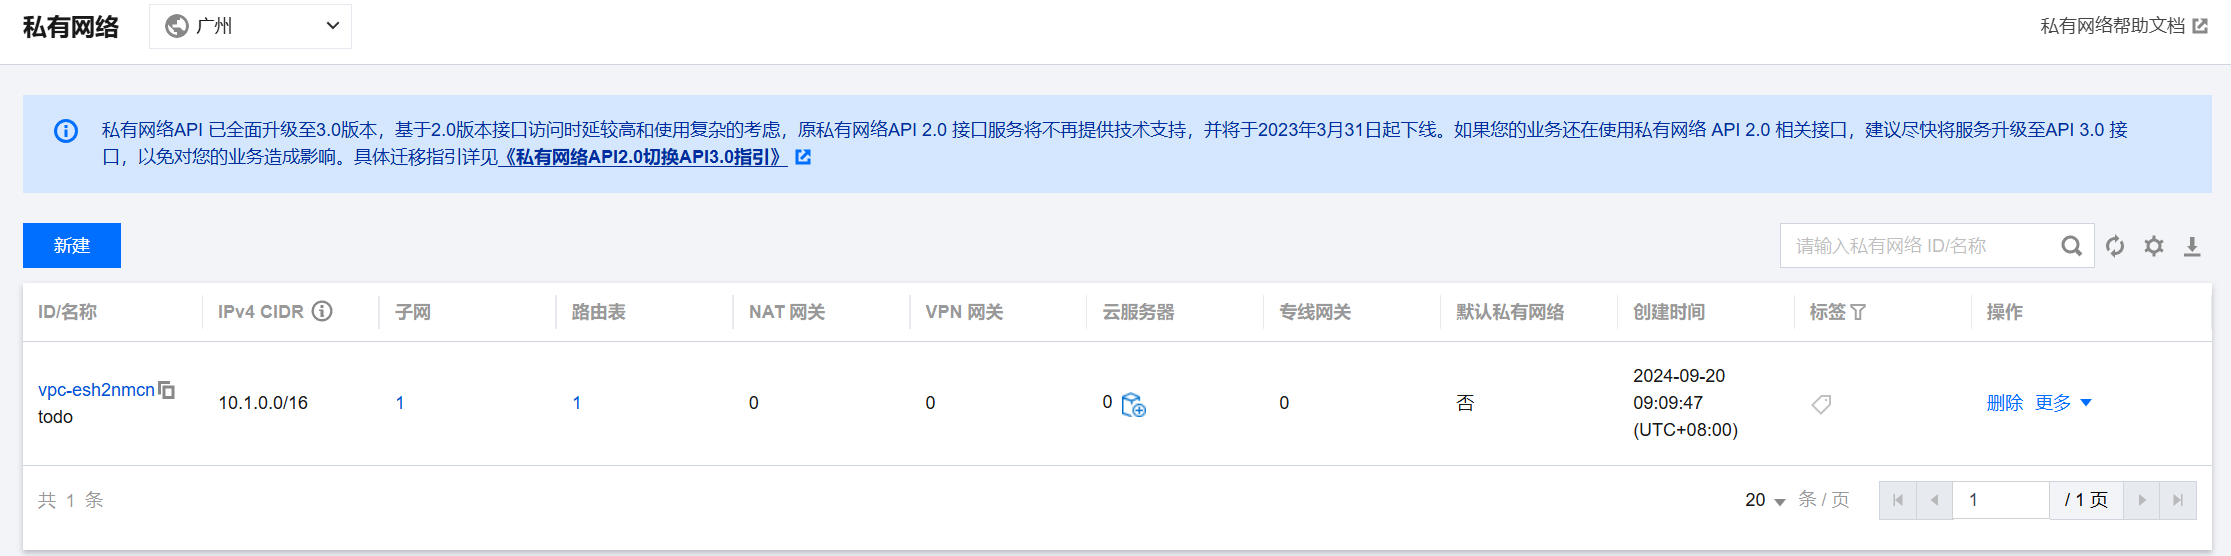 私有网络 广州 私有网络帮助文档
私有网络API 已全面升级至3.0版本，基于2.0版本接口访问时延较高和使用复杂的考虑，原私有网络API 2.0 接口服务将不再提供技术支持，并将于2023年3月31日起下线。如果您的业务还在使用私有网络 API 2.0 相关接口，建议尽快将服务升级至API 3.0 接
口，以免对您的业务造成影响。具体迁移指引详见《私有网络API2.0切换API3.0指引》
新建 请输入私有网络 ID/名称
ID/名称 IPv4 CIDR 子网 路由表 NAT 网关 VPN 网关 云服务器 专线网关 默认私有网络 创建时间 标签 操作
vpc-esh2nmcn
todo
10.1.0.0/16 1 1 0 0 0 0 否
2024-09-20
09:09:47
(UTC+08:00)
删除 更多
共 1 条 20 条 / 页 1 / 1 页